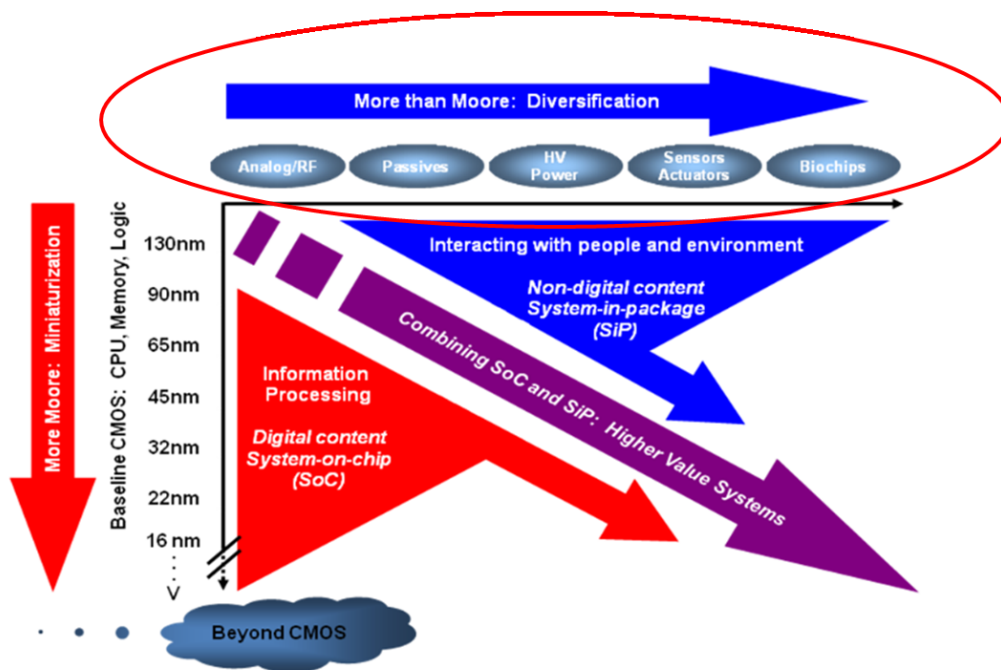 More than Moore: Diversification
Analog/RF
Passives
HV
Power
Sensors
Actuators
Biochips
More Moore: Miniaturization
Baseline CMOS: CPU, Memory, Logic
130nm
90nm
65nm
45nm
32nm
22nm
16 nm
V
Interacting with people and environment
Non-digital content
System-in-package
(SiP)
Combining SoC and SiP: Higher Value Systems
Information
Processing
Digital content
System-on-chip
(SoC)
Beyond CMOS